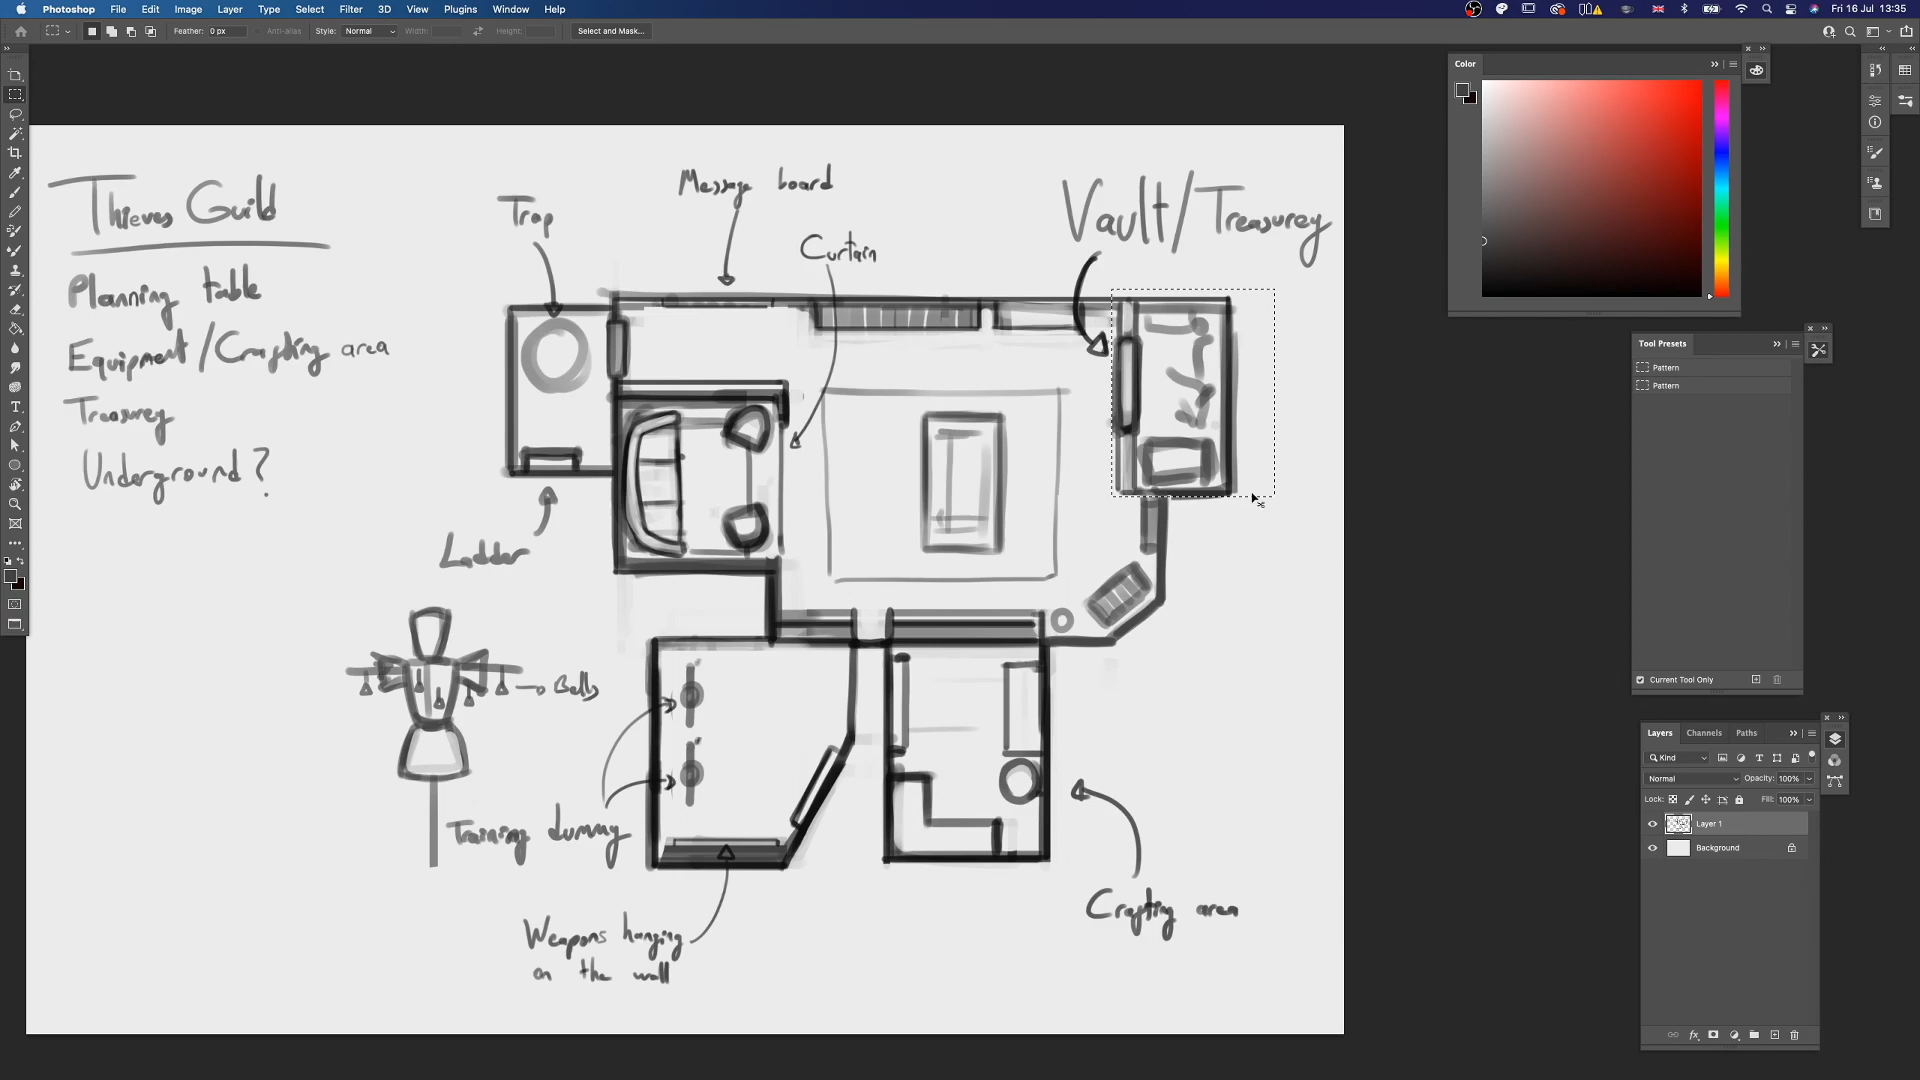 Photoshop File Edit Image Layer Type Select Filter 3D View Plugins Window Help Fri 16 Jul 13:35
Feather: 0 px Anti-alias Style: Normal Width: Height: Select and Mask...
Color
Thieves Guild
Planning table
Equipment/Crafting area
Treasurey
Underground?
Trap
Message board
Curtain
Vault/Treasurey
Ladder
Bells
Training dummy
Weapons hanging
on the wall
Crafting area
Tool Presets
Pattern
Pattern
Current Tool Only
Layers Channels Paths
Kind
Normal Opacity: 100%
Lock: Fill: 100%
Layer 1
Background